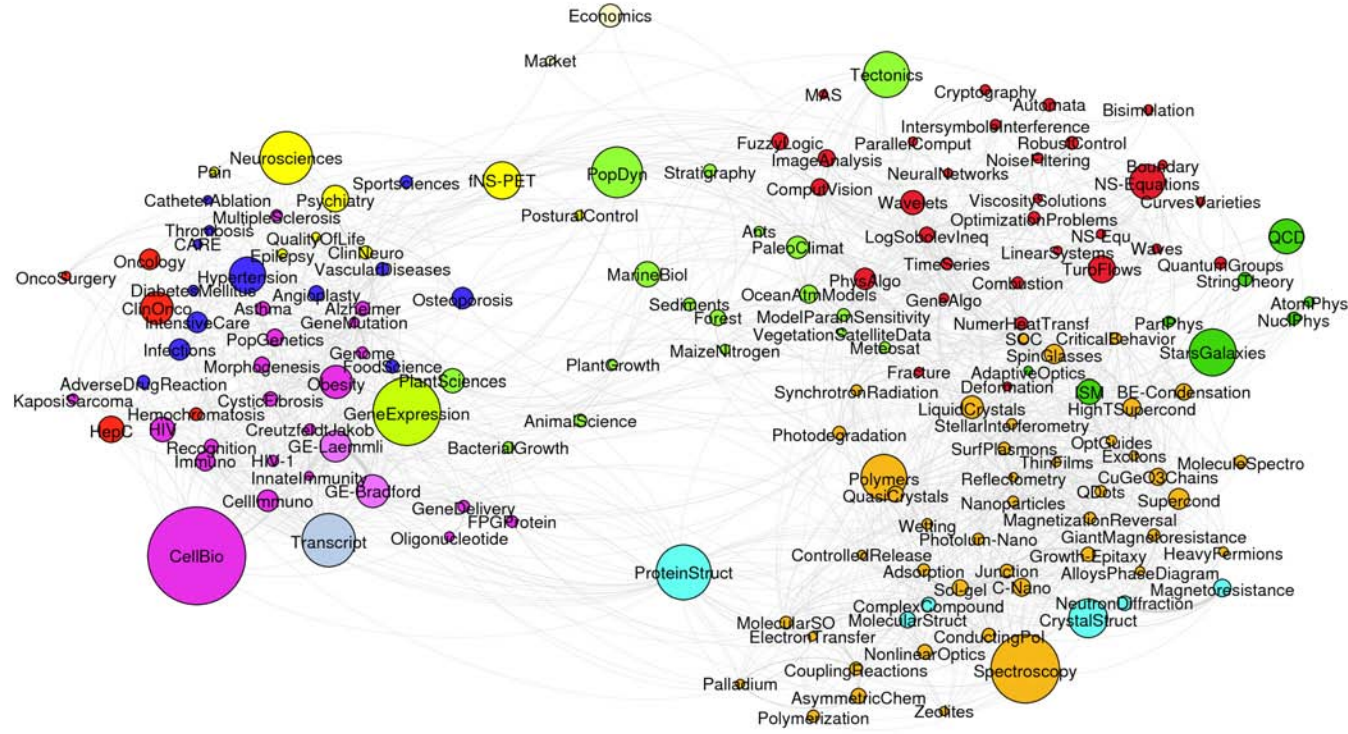 Economics
Market
Tectonics
MAS
Cryptography
Automata
Bisimulation
IntersymbolsInterference
FuzzyLogic
ParallelComput
RobustControl
Neurosciences
ImageAnalysis
NoiseFiltering
Boundary
Pain
Sportsciences
fNS-PET
PopDyn
Stratigraphy
NeuralNetworks
NS-Equations
CatheterAblation
Psychiatry
ComputVision
Wavelets
ViscositySolutions
CurvesVarieties
MultipleSclerosis
PosturalControl
OptimizationProblems
Thrombosis
CARE
QualityOfLife
Ants
LogSobolevIneq
NS-Equ
QCD
Oncology
Epilepsy
ClinNeuro
PaleoClimat
LinearSystems
Waves
OncoSurgery
Hypertension
VascularDiseases
MarineBiol
TimeSeries
TurbFlows
QuantumGroups
DiabetesMellitus
Angioplasty
Osteoporosis
PhysAlgo
Combustion
StringTheory
ClinOnco
Asthma
Alzheimer
Sediments
OceanAtmModels
GeneAlgo
AtomPhys
IntensiveCare
GeneMutation
Forest
ModelParamSensitivity
NumerHeatTransf
PartPhys
NuclPhys
PopGenetics
VegetationSatelliteData
SOC
CriticalBehavior
Infections
Genome
MaizeNitrogen
Meteosat
SpinGlasses
StarsGalaxies
Morphogenesis
FoodScience
PlantGrowth
Fracture
AdaptiveOptics
AdverseDrugReaction
Obesity
PlantSciences
SynchrotronRadiation
Deformation
ISM
BE-Condensation
KaposiSarcoma
CysticFibrosis
GeneExpression
LiquidCrystals
HighTSupercond
Hemochromatosis
AnimalScience
StellarInterferometry
HepC
HIV
CreutzfeldtJakob
Photodegradation
OptGuides
Recognition
GE-Laemmli
BacterialGrowth
SurfPlasmons
Excitons
Immuno
HIV-1
ThinFilms
MoleculeSpectro
InnateImmunity
Polymers
Reflectometry
CuGeO3Chains
GE-Bradford
QuasiCrystals
QDots
CellImmuno
Nanoparticles
Supercond
GeneDelivery
FPGProtein
Wetting
MagnetizationReversal
Transcript
Oligonucleotide
Photolum-Nano
GiantMagnetoresistance
CellBio
ControlledRelease
Growth-Epitaxy
HeavyFermions
ProteinStruct
Adsorption
Junction
AlloysPhaseDiagram
Sol-gel
C-Nano
Magnetoresistance
ComplexCompound
NeutronDiffraction
MolecularSO
MolecularStruct
CrystalStruct
ElectronTransfer
ConductingPol
NonlinearOptics
CouplingReactions
Spectroscopy
Palladium
AsymmetricChem
Polymerization
Zeolites